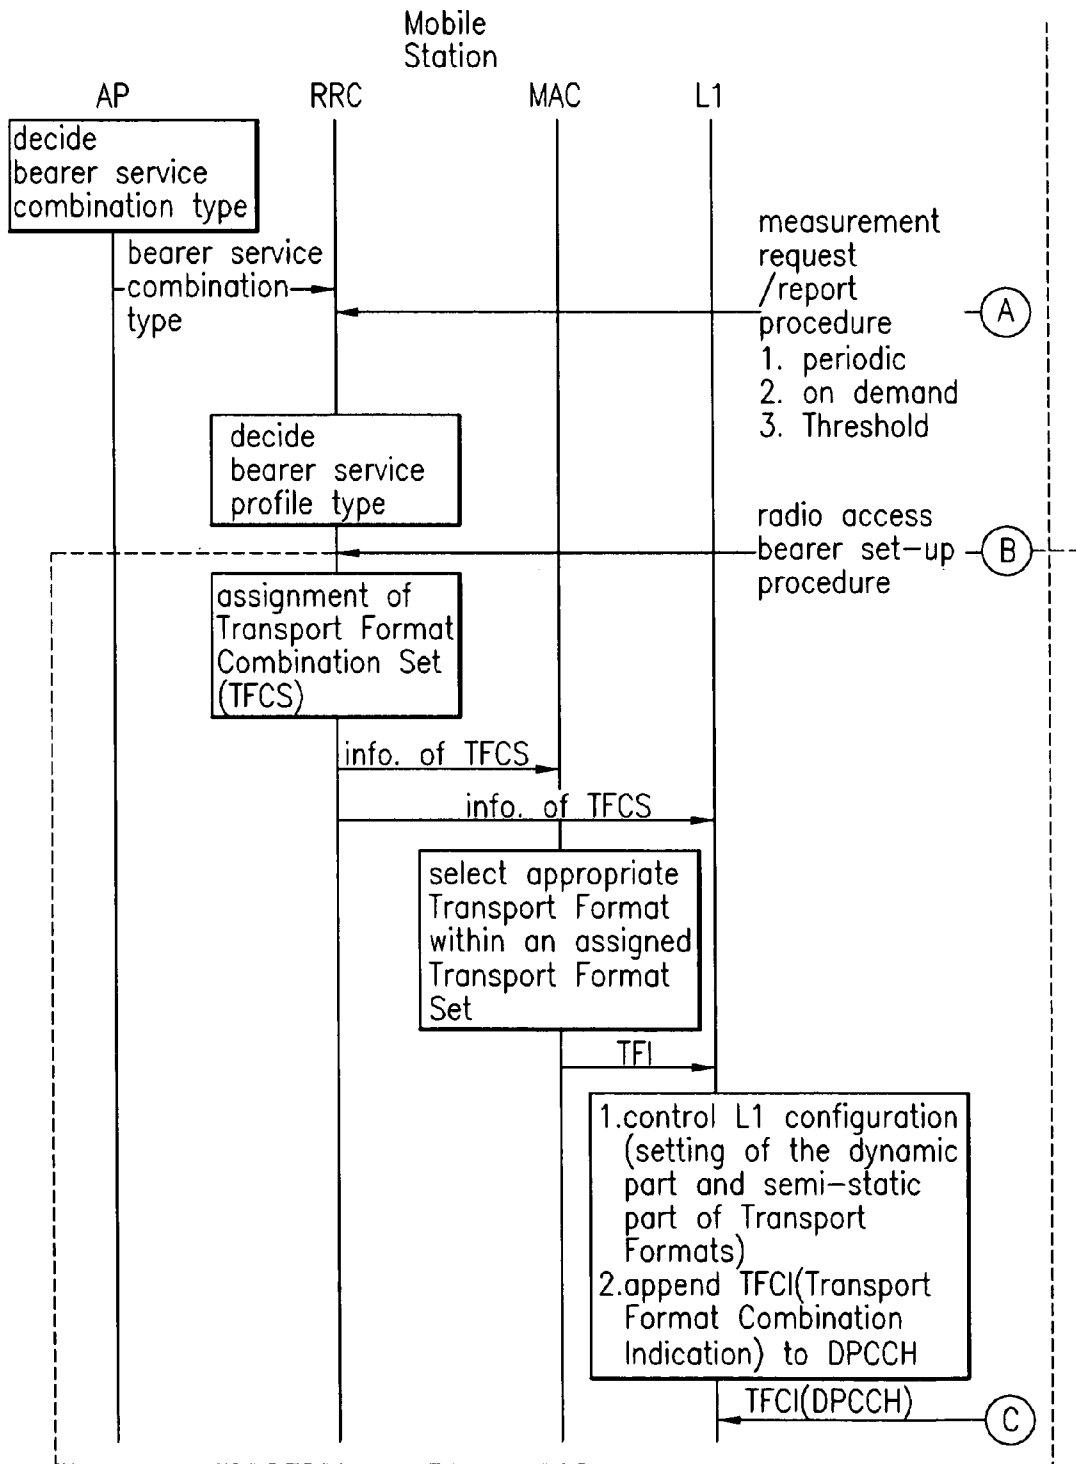 Mobile
Station
AP
RRC
MAC
L1
decide
bearer service
combination type
bearer service
combination
type
measurement
request
/report
procedure
1. periodic
2. on demand
3. Threshold
A
decide
bearer service
profile type
radio access
bearer set-up
procedure
B
assignment of
Transport Format
Combination Set
(TFCS)
info. of TFCS
info. of TFCS
select appropriate
Transport Format
within an assigned
Transport Format
Set
TFI
1.control L1 configuration
(setting of the dynamic
part and semi-static
part of Transport
Formats)
2.append TFCI(Transport
Format Combination
Indication) to DPCCH
TFCI(DPCCH)
C